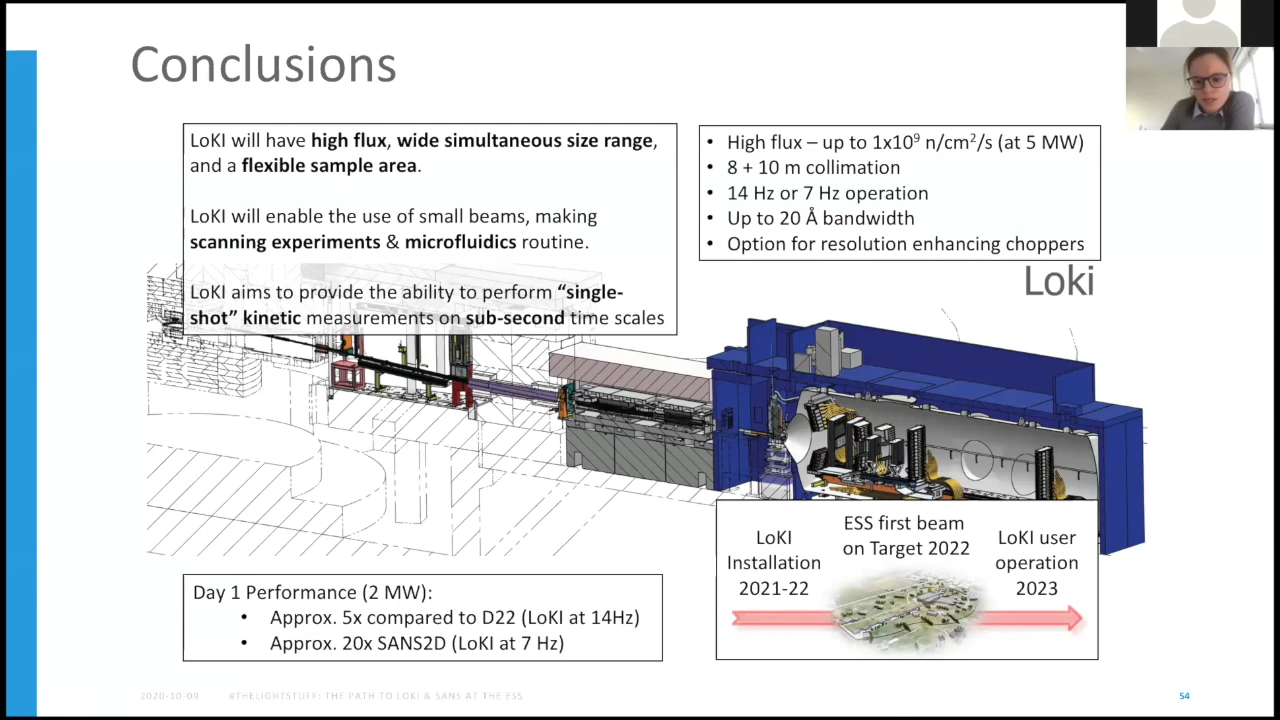 Conclusions
LoKI will have high flux, wide simultaneous size range,
and a flexible sample area.
LoKI will enable the use of small beams, making
scanning experiments & microfluidics routine.
LoKI aims to provide the ability to perform “single-
shot” kinetic measurements on sub-second time scales
• High flux – up to 1x10⁹ n/cm²/s (at 5 MW)
• 8 + 10 m collimation
• 14 Hz or 7 Hz operation
• Up to 20 Å bandwidth
• Option for resolution enhancing choppers
Loki
Day 1 Performance (2 MW):
• Approx. 5x compared to D22 (LoKI at 14Hz)
• Approx. 20x SANS2D (LoKI at 7 Hz)
LoKI
Installation
2021-22
ESS first beam
on Target 2022
LoKI user
operation
2023
2020-10-09 #THELIGHTSTUFF: THE PATH TO LOKI & SANS AT THE ESS 54